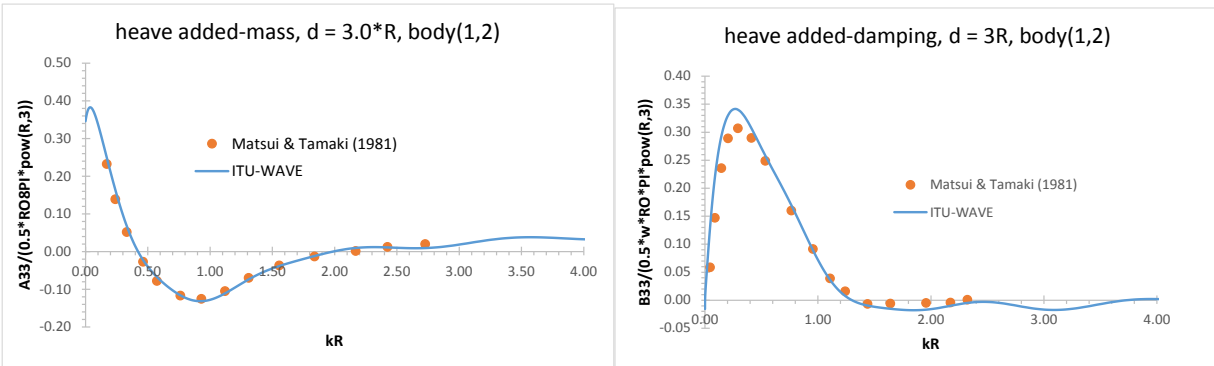 heave added-mass, d = 3.0*R, body(1,2)
0.50
0.40
0.30
0.20
0.10
0.00
-0.10
-0.20
A33/(0.5*RO8PI*pow(R,3))
Matsui & Tamaki (1981)
ITU-WAVE
0.00 0.50 1.00 1.50 2.00 2.50 3.00 3.50 4.00
kR
heave added-damping, d = 3R, body(1,2)
0.40
0.35
0.30
0.25
0.20
0.15
0.10
0.05
0.00
-0.05
B33/(0.5*w*RO*PI*pow(R,3))
Matsui & Tamaki (1981)
ITU-WAVE
0.00 1.00 2.00 3.00 4.00
kR